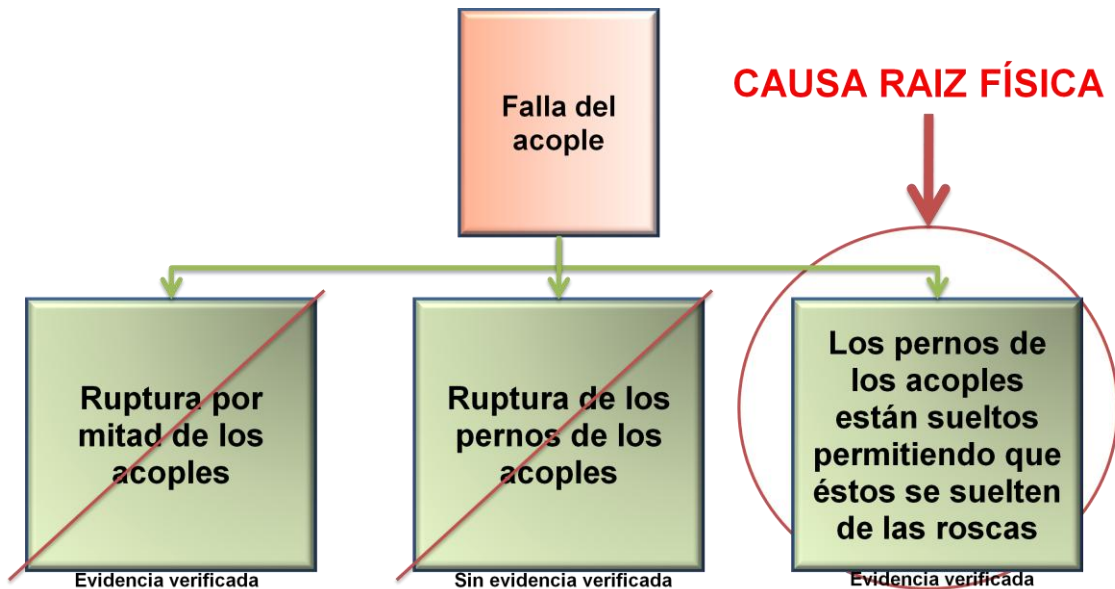 Falla del
acople
CAUSA RAIZ FÍSICA
Ruptura por
mitad de los
acoples
Evidencia verificada
Ruptura de los
pernos de los
acoples
Sin evidencia verificada
Los pernos de
los acoples
están sueltos
permitiendo que
éstos se suelten
de las roscas
Evidencia verificada